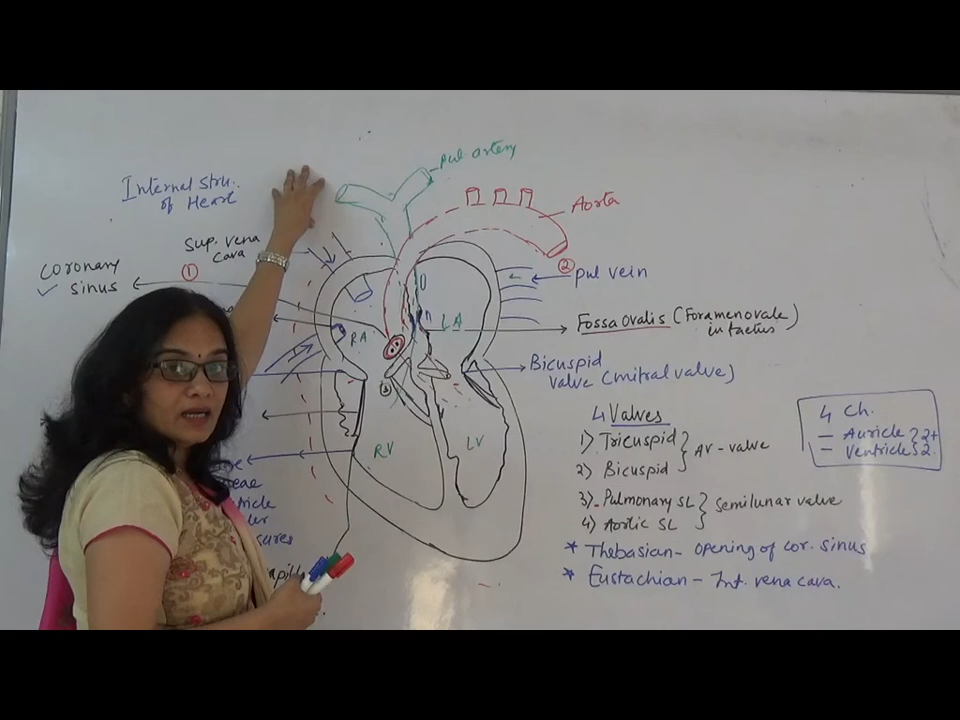 Internal Stru.
of Heart
Pul. artery
Aorta
Sup. vena
cava
Coronary
✓ sinus
①
②
pul vein
RA
LA
Fossa ovalis (Foramen ovale
in foetus)
Bicuspid
valve (mitral valve)
③
RV
LV
4 Valves
1) Tricuspid
2) Bicuspid
AV - valve
3) Pulmonary SL
4) Aortic SL
Semilunar valve
4 Ch.
— Auricle
— Ventricle
* Thebasian - opening of cor. sinus
* Eustachian - Inf. vena cava.